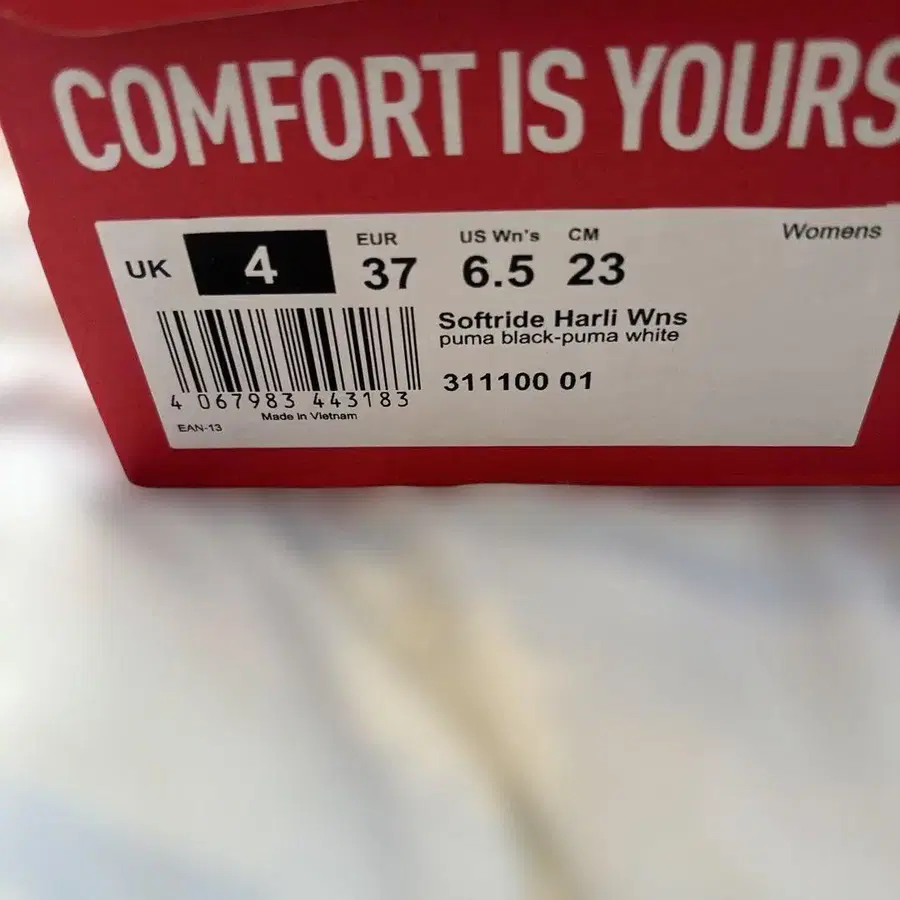 COMFORT IS YOURS
Womens
UK 4
EUR 37
US Wn's 6.5
CM 23
Softride Harli Wns
puma black-puma white
311100 01
4 067983 443183
Made in Vietnam
EAN-13